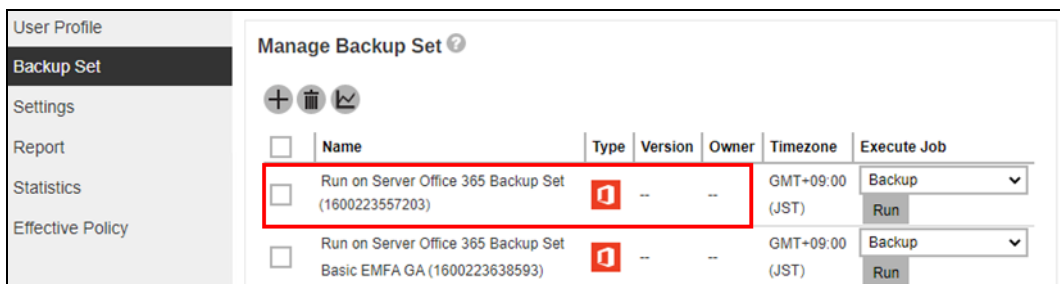 User Profile
Backup Set
Settings
Report
Statistics
Effective Policy
Manage Backup Set ?
Name Type Version Owner Timezone Execute Job
Run on Server Office 365 Backup Set
(1600223557203)
-- -- GMT+09:00
(JST)
Backup
Run
Run on Server Office 365 Backup Set
Basic EMFA GA (1600223638593)
-- -- GMT+09:00
(JST)
Backup
Run